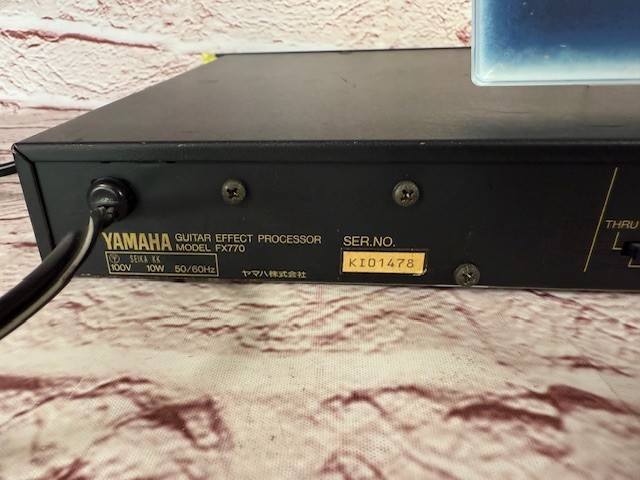 YAMAHA GUITAR EFFECT PROCESSOR
MODEL FX770
SEIKA KK
100V 10W 50/60Hz
ヤマハ株式会社
SER.NO.
KI01478
THRU